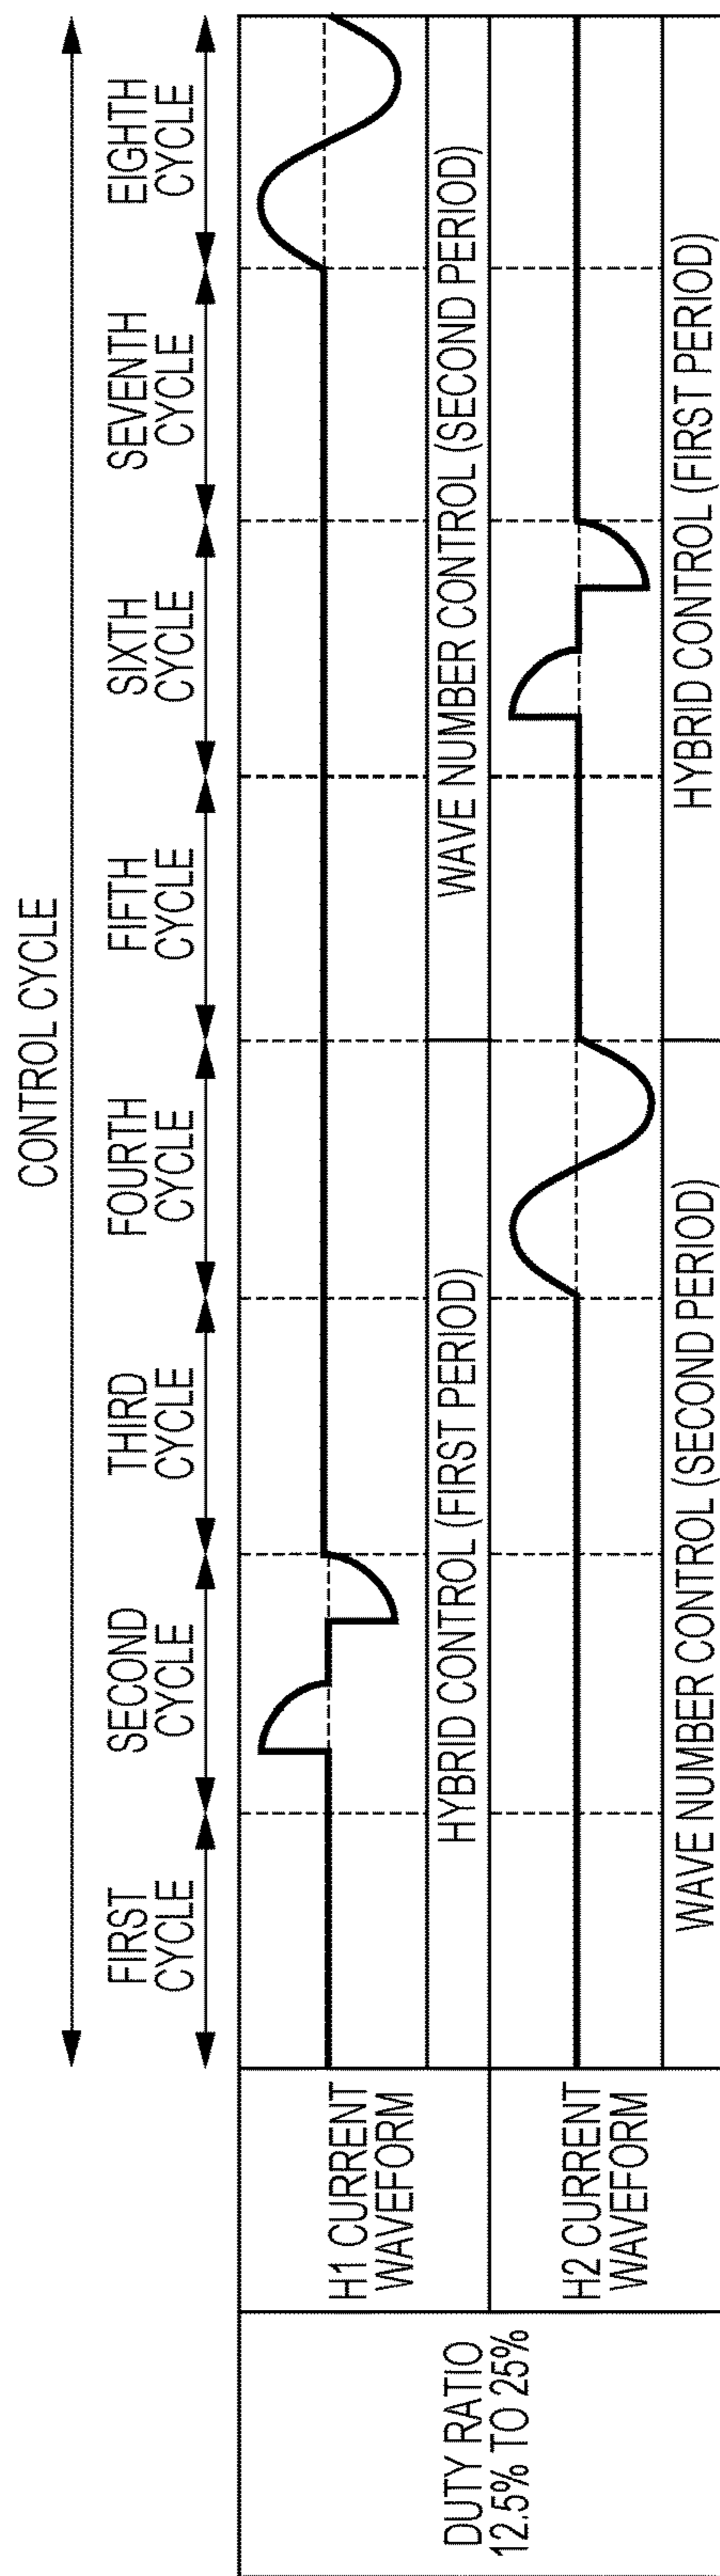 CONTROL CYCLE
FIRST
CYCLE
SECOND
CYCLE
THIRD
CYCLE
FOURTH
CYCLE
FIFTH
CYCLE
SIXTH
CYCLE
SEVENTH
CYCLE
EIGHTH
CYCLE
DUTY RATIO
12.5% TO 25%
H1 CURRENT
WAVEFORM
HYBRID CONTROL (FIRST PERIOD)
WAVE NUMBER CONTROL (SECOND PERIOD)
H2 CURRENT
WAVEFORM
WAVE NUMBER CONTROL (SECOND PERIOD)
HYBRID CONTROL (FIRST PERIOD)